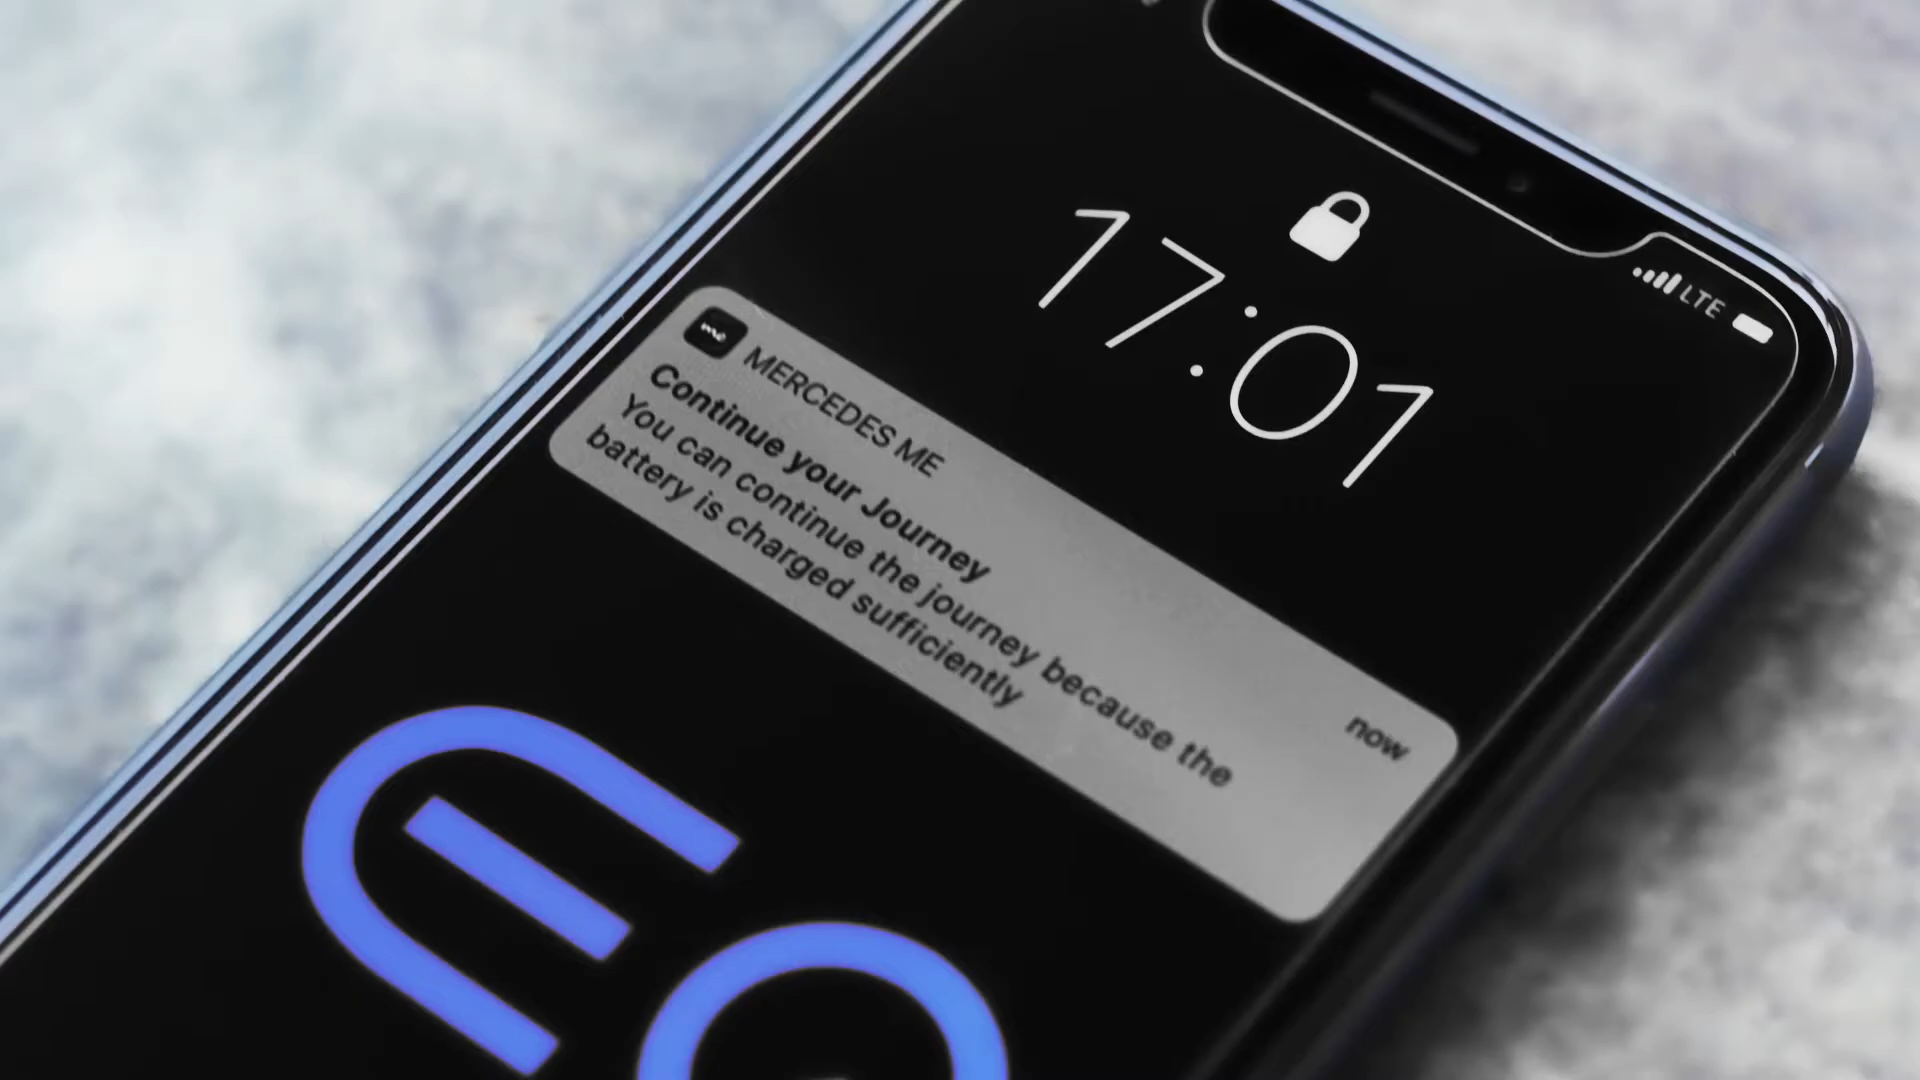 LTE
17:01
MERCEDES ME
now
Continue your Journey
You can continue the journey because the
battery is charged sufficiently
EQ